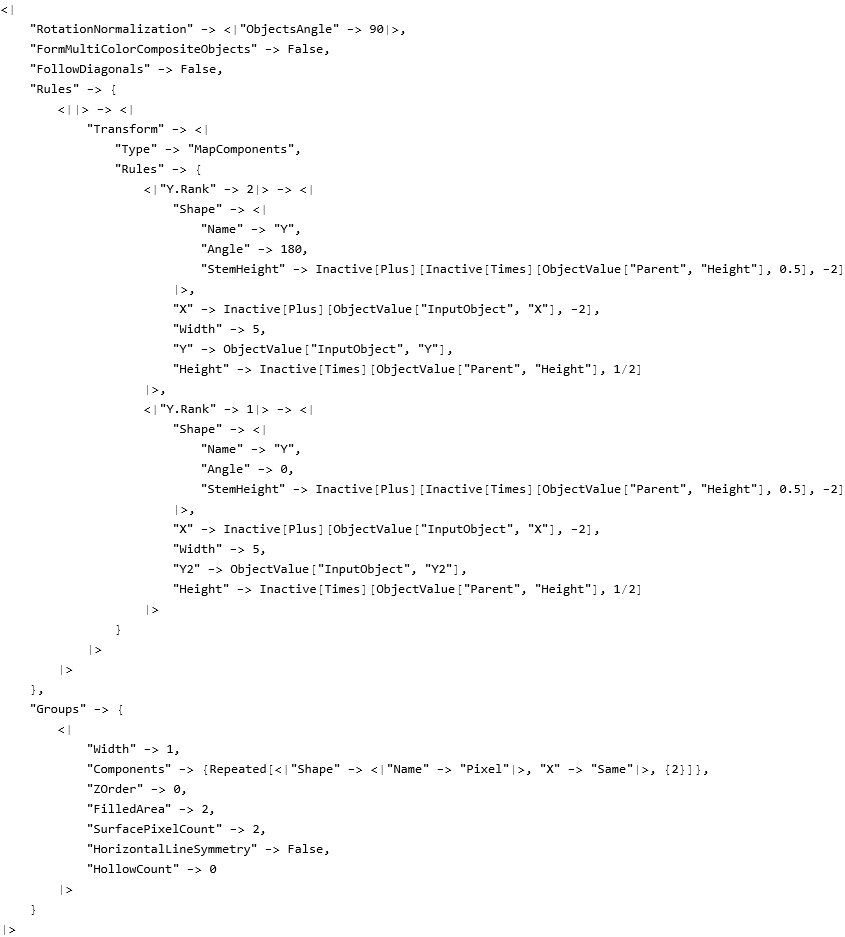 <|
    "RotationNormalization" -> <|"ObjectsAngle" -> 90|>,
    "FormMultiColorCompositeObjects" -> False,
    "FollowDiagonals" -> False,
    "Rules" -> {
        <||> -> <|
            "Transform" -> <|
                "Type" -> "MapComponents",
                "Rules" -> {
                    <|"Y.Rank" -> 2|> -> <|
                        "Shape" -> <|
                            "Name" -> "Y",
                            "Angle" -> 180,
                            "StemHeight" -> Inactive[Plus][Inactive[Times][ObjectValue["Parent", "Height"], 0.5], -2]
                        |>,
                        "X" -> Inactive[Plus][ObjectValue["InputObject", "X"], -2],
                        "Width" -> 5,
                        "Y" -> ObjectValue["InputObject", "Y"],
                        "Height" -> Inactive[Times][ObjectValue["Parent", "Height"], 1/2]
                    |>,
                    <|"Y.Rank" -> 1|> -> <|
                        "Shape" -> <|
                            "Name" -> "Y",
                            "Angle" -> 0,
                            "StemHeight" -> Inactive[Plus][Inactive[Times][ObjectValue["Parent", "Height"], 0.5], -2]
                        |>,
                        "X" -> Inactive[Plus][ObjectValue["InputObject", "X"], -2],
                        "Width" -> 5,
                        "Y2" -> ObjectValue["InputObject", "Y2"],
                        "Height" -> Inactive[Times][ObjectValue["Parent", "Height"], 1/2]
                    |>
                }
            |>
        |>
    },
    "Groups" -> {
        <|
            "Width" -> 1,
            "Components" -> {Repeated[<|"Shape" -> <|"Name" -> "Pixel"|>, "X" -> "Same"|>, {2}]},
            "ZOrder" -> 0,
            "FilledArea" -> 2,
            "SurfacePixelCount" -> 2,
            "HorizontalLineSymmetry" -> False,
            "HollowCount" -> 0
        |>
    }
|>